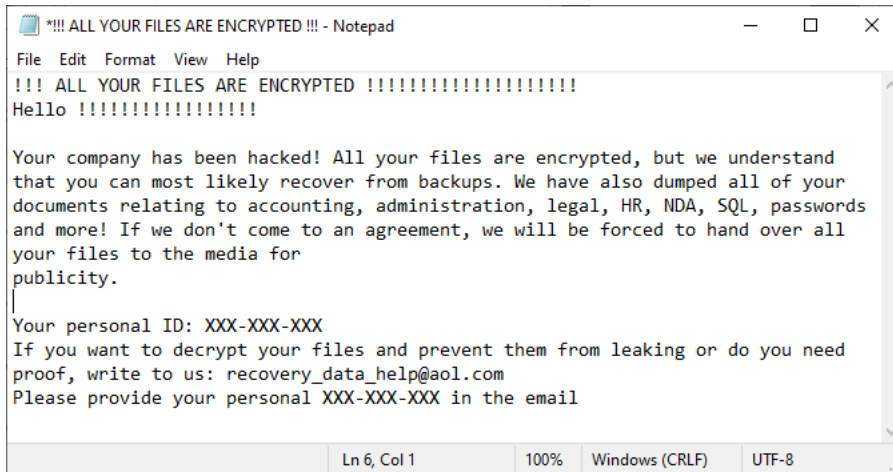 *!!! ALL YOUR FILES ARE ENCRYPTED !!! - Notepad
File Edit Format View Help
!!! ALL YOUR FILES ARE ENCRYPTED !!!!!!!!!!!!!!!!!!!!
Hello !!!!!!!!!!!!!!!!!
Your company has been hacked! All your files are encrypted, but we understand
that you can most likely recover from backups. We have also dumped all of your
documents relating to accounting, administration, legal, HR, NDA, SQL, passwords
and more! If we don't come to an agreement, we will be forced to hand over all
your files to the media for
publicity.
Your personal ID: XXX-XXX-XXX
If you want to decrypt your files and prevent them from leaking or do you need
proof, write to us: recovery_data_help@aol.com
Please provide your personal XXX-XXX-XXX in the email
Ln 6, Col 1 100% Windows (CRLF) UTF-8